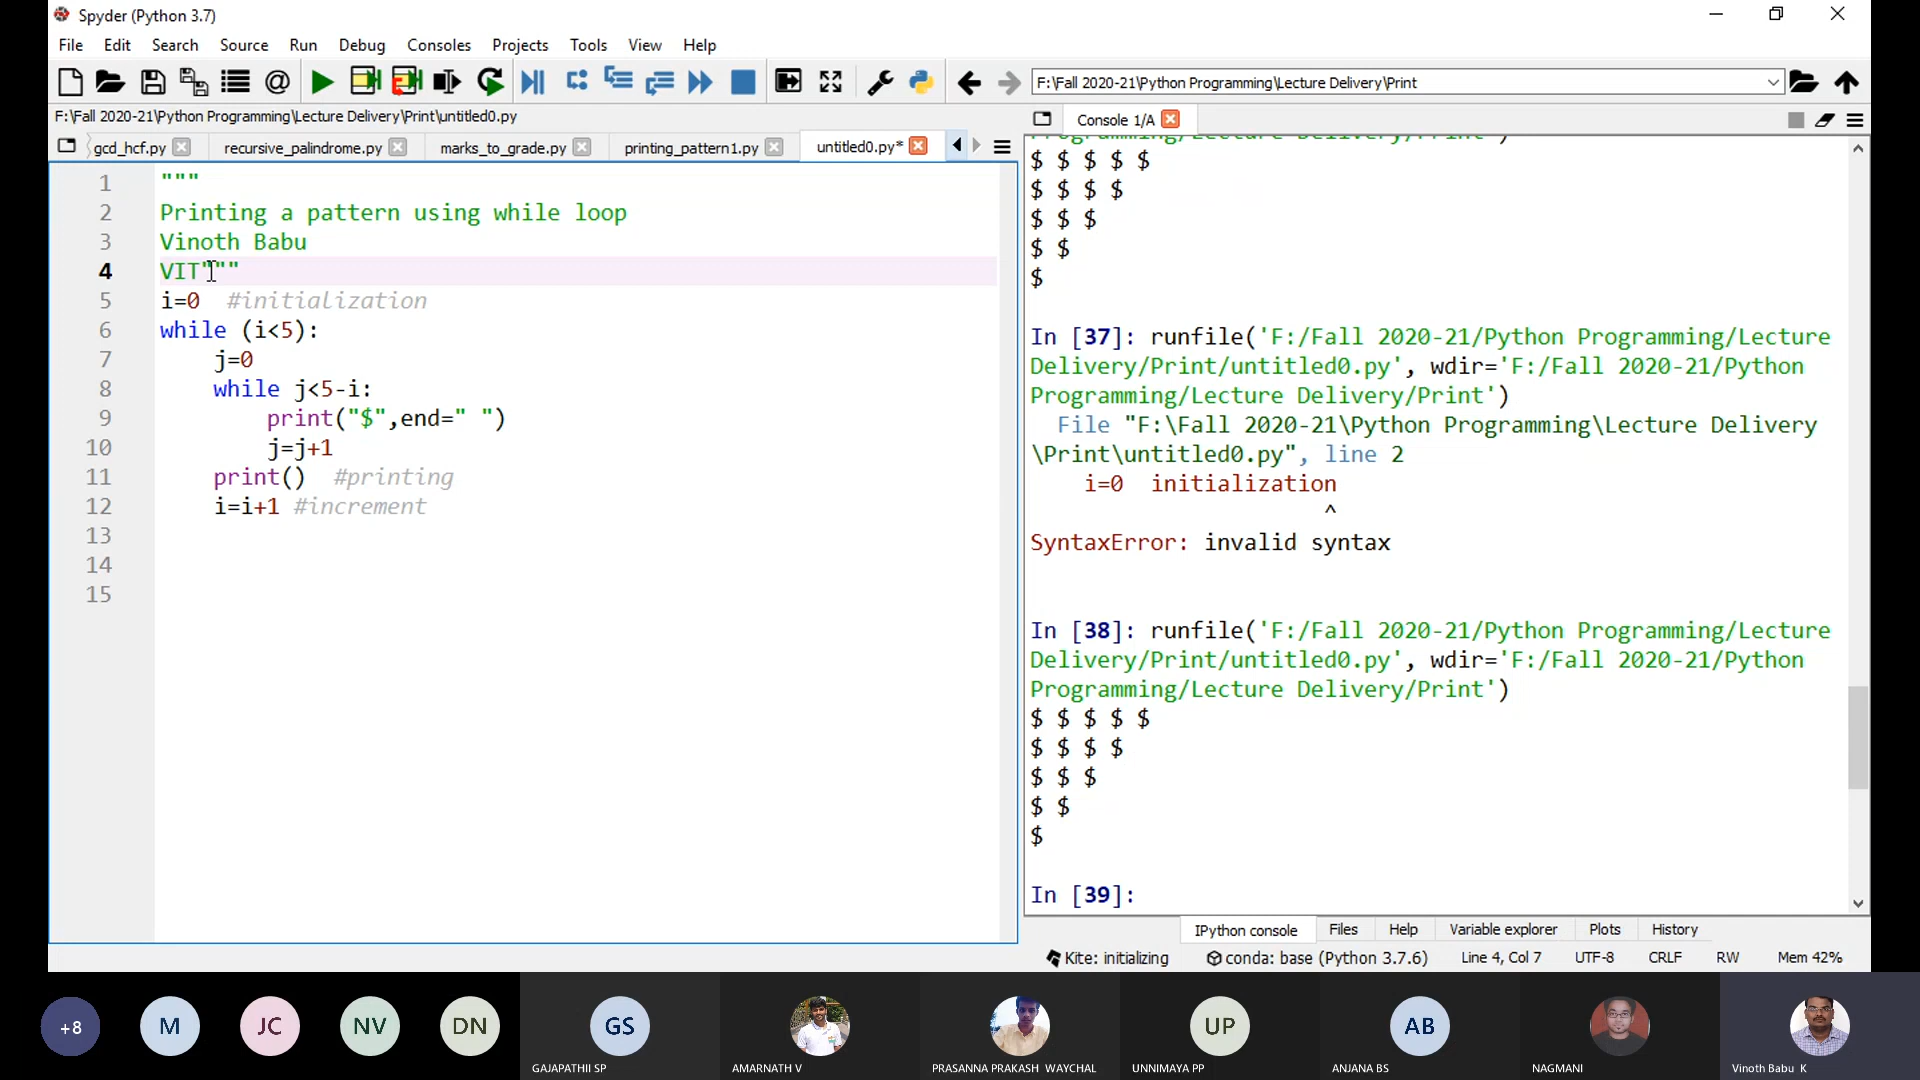 Spyder (Python 3.7)
File Edit Search Source Run Debug Consoles Projects Tools View Help
F:\Fall 2020-21\Python Programming\Lecture Delivery\Print
F:\Fall 2020-21\Python Programming\Lecture Delivery\Print\untitled0.py
gcd_hcf.py recursive_palindrome.py marks_to_grade.py printing_pattern1.py untitled0.py*
1 """
2 Printing a pattern using while loop
3 Vinoth Babu
4 VIT"""
5 i=0  #initialization
6 while (i<5):
7     j=0
8     while j<5-i:
9         print("$",end=" ")
10         j=j+1
11     print()  #printing
12     i=i+1 #increment
13
14
15
Console 1/A
Programming/Lecture Delivery/Print')
$ $ $ $ $
$ $ $ $
$ $ $
$ $
$
In [37]: runfile('F:/Fall 2020-21/Python Programming/Lecture
Delivery/Print/untitled0.py', wdir='F:/Fall 2020-21/Python
Programming/Lecture Delivery/Print')
File "F:\Fall 2020-21\Python Programming\Lecture Delivery
\Print\untitled0.py", line 2
i=0  initialization
^
SyntaxError: invalid syntax
In [38]: runfile('F:/Fall 2020-21/Python Programming/Lecture
Delivery/Print/untitled0.py', wdir='F:/Fall 2020-21/Python
Programming/Lecture Delivery/Print')
$ $ $ $ $
$ $ $ $
$ $ $
$ $
$
In [39]:
IPython console Files Help Variable explorer Plots History
Kite: initializing conda: base (Python 3.7.6) Line 4, Col 7 UTF-8 CRLF RW Mem 42%
+8 M JC NV DN GS UP AB
GAJAPATHII SP AMARNATH V PRASANNA PRAKASH WAYCHAL UNNIMAYA PP ANJANA BS NAGMANI Vinoth Babu K